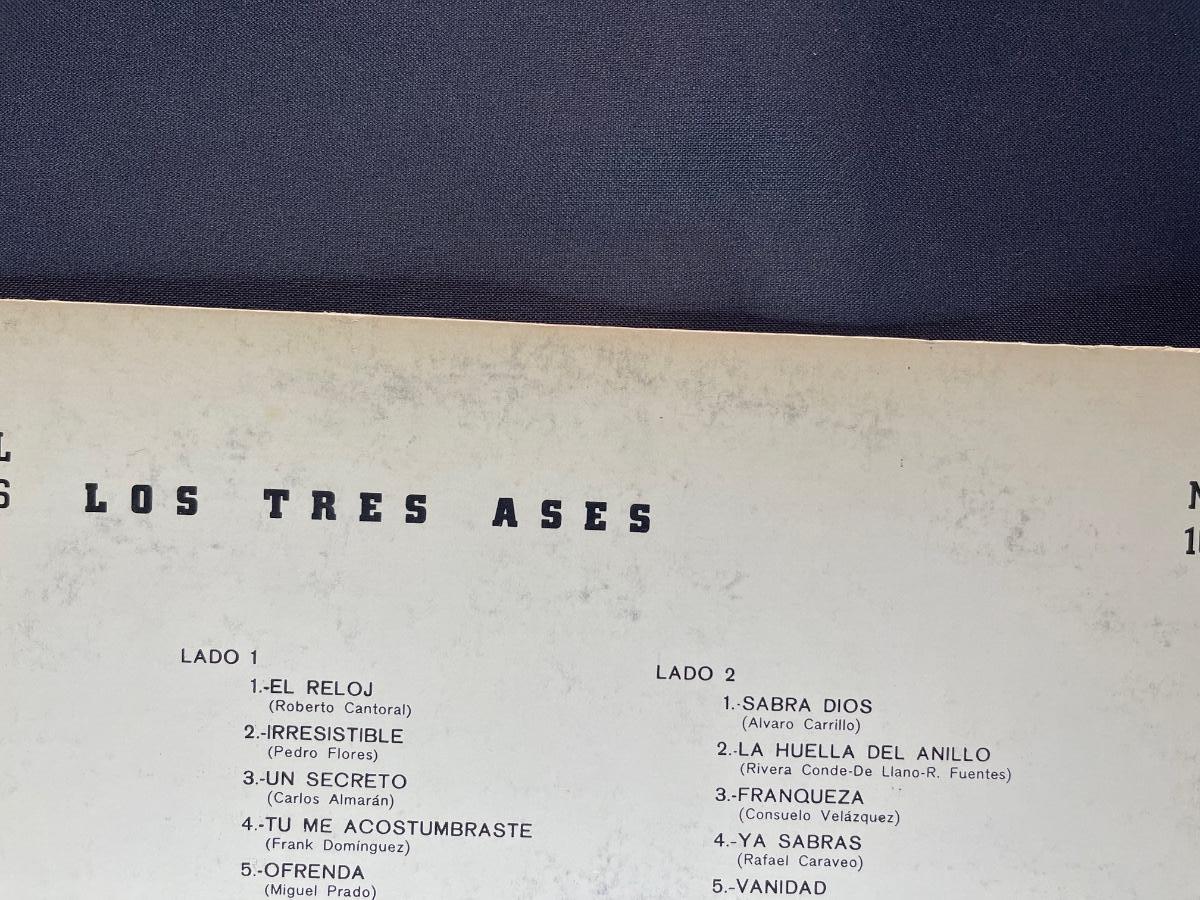 L
S LOS TRES ASES
LADO 1
1.-EL RELOJ
(Roberto Cantoral)
2.-IRRESISTIBLE
(Pedro Flores)
3.-UN SECRETO
(Carlos Almarán)
4.-TU ME ACOSTUMBRASTE
(Frank Domínguez)
5.-OFRENDA
(Miguel Prado)
LADO 2
1.-SABRA DIOS
(Alvaro Carrillo)
2.-LA HUELLA DEL ANILLO
(Rivera Conde-De Llano-R. Fuentes)
3.-FRANQUEZA
(Consuelo Velázquez)
4.-YA SABRAS
(Rafael Caraveo)
5.-VANIDAD